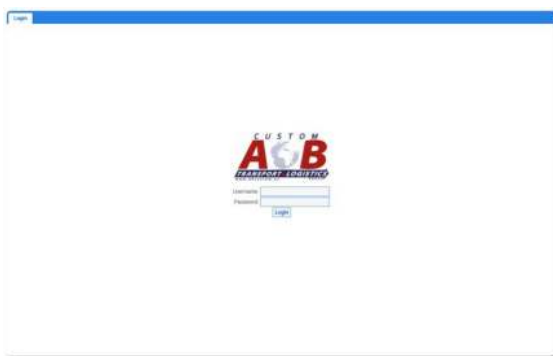 Login
CUSTOM
AB
TRANSPORT LOGISTICS
Username:
Password:
Login